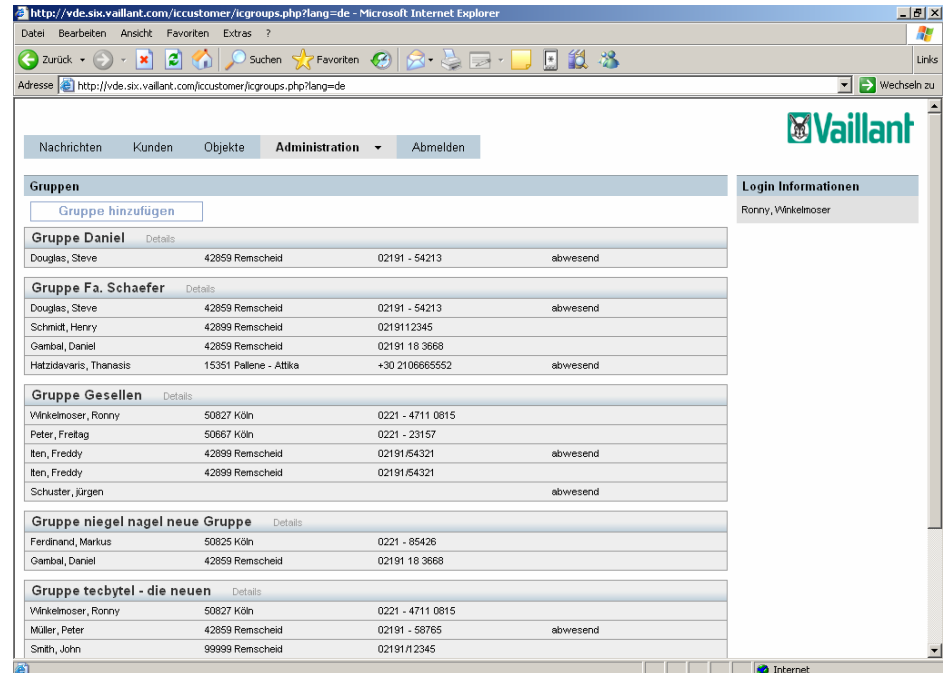 http://vde.six.vaillant.com/iccustomer/icgroups.php?lang=de - Microsoft Internet Explorer
Datei Bearbeiten Ansicht Favoriten Extras ?
Zurück Suchen Favoriten Links
Adresse http://vde.six.vaillant.com/iccustomer/icgroups.php?lang=de Wechseln zu
Vaillant
Nachrichten Kunden Objekte Administration Abmelden
Gruppen Login Informationen
Gruppe hinzufügen Ronny, Winkelmoser
Gruppe Daniel Details
Douglas, Steve 42859 Remscheid 02191 - 54213 abwesend
Gruppe Fa. Schaefer Details
Douglas, Steve 42859 Remscheid 02191 - 54213 abwesend
Schmidt, Henry 42899 Remscheid 0219112345
Gambal, Daniel 42859 Remscheid 02191 18 3668
Hatzidavaris, Thanasis 15351 Pallene - Attika +30 2106665552 abwesend
Gruppe Gesellen Details
Winkelmoser, Ronny 50827 Köln 0221 - 4711 0815
Peter, Freitag 50667 Köln 0221 - 23157
Iten, Freddy 42899 Remscheid 02191/54321 abwesend
Iten, Freddy 42899 Remscheid 02191/54321
Schuster, jürgen abwesend
Gruppe niegel nagel neue Gruppe Details
Ferdinand, Markus 50825 Köln 0221 - 85426
Gambal, Daniel 42859 Remscheid 02191 18 3668
Gruppe tecbytel - die neuen Details
Winkelmoser, Ronny 50827 Köln 0221 - 4711 0815
Müller, Peter 42859 Remscheid 02191 - 58765 abwesend
Smith, John 99999 Remscheid 02191/12345
Internet